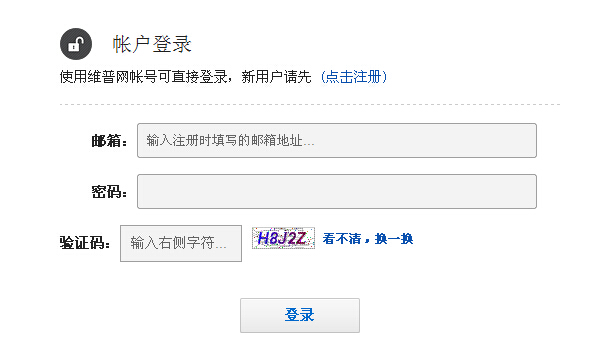 帐户登录
使用维普网帐号可直接登录，新用户请先 (点击注册)
邮箱： 输入注册时填写的邮箱地址...
密码：
验证码： 输入右侧字符... H8J2Z 看不清，换一换
登录